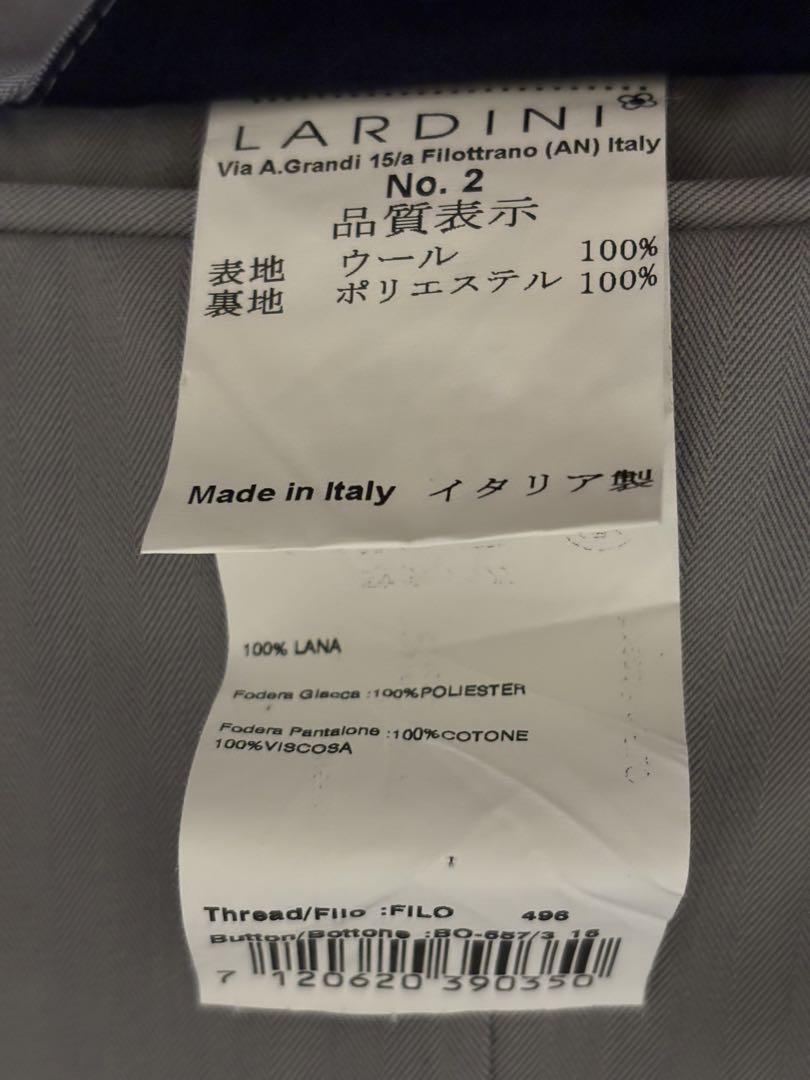 LARDINI
Via A.Grandi 15/a Filottrano (AN) Italy
No. 2
品質表示
表地 ウール 100%
裏地 ポリエステル 100%
Made in Italy イタリア製
100% LANA
Fodera Giacca :100%POLIESTER
Fodera Pantalone :100%COTONE
100%VISCOSA
Thread/Filo :FILO 496
Button/Bottone :BO-657/3 16
7 120620 390350